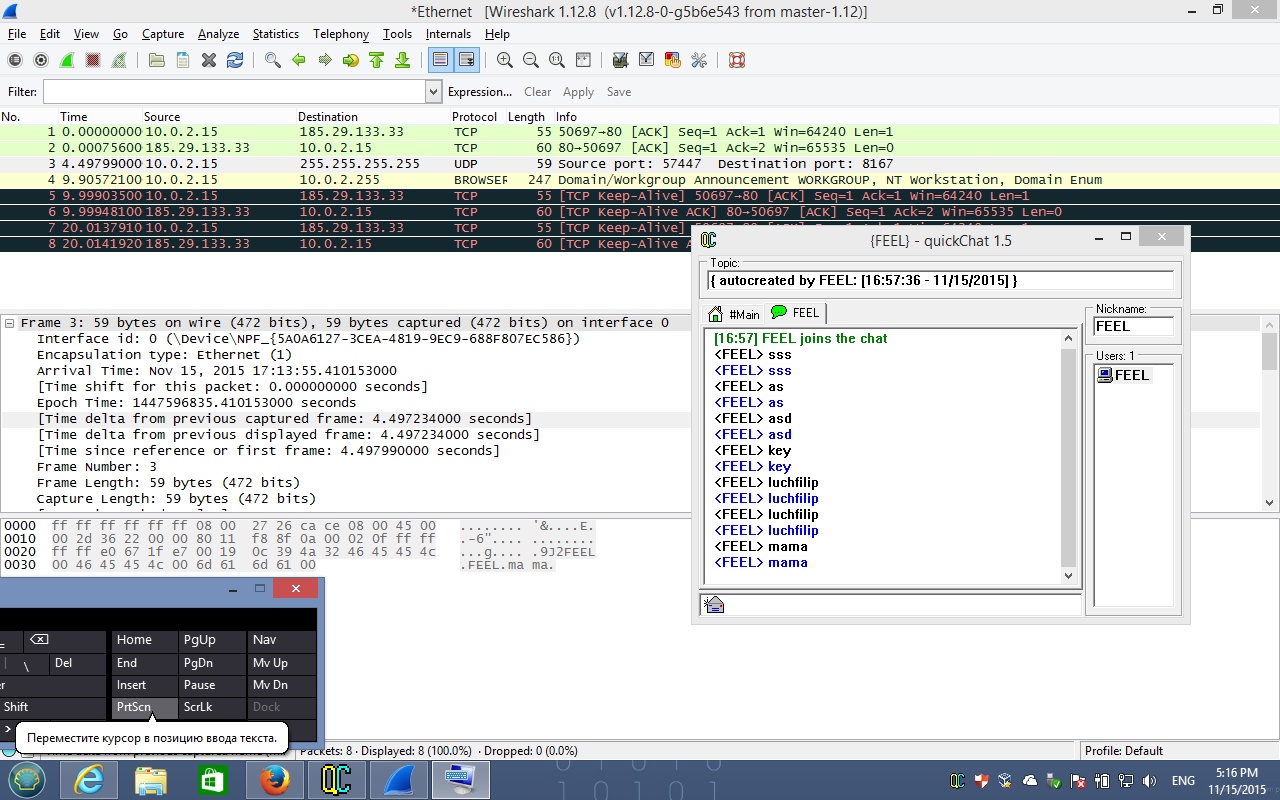 *Ethernet [Wireshark 1.12.8 (v1.12.8-0-g5b6e543 from master-1.12)]
File Edit View Go Capture Analyze Statistics Telephony Tools Internals Help
Filter: Expression... Clear Apply Save
No. Time Source Destination Protocol Length Info
1 0.00000000 10.0.2.15 185.29.133.33 TCP 55 50697→80 [ACK] Seq=1 Ack=1 Win=64240 Len=1
2 0.00075600 185.29.133.33 10.0.2.15 TCP 60 80→50697 [ACK] Seq=1 Ack=2 Win=65535 Len=0
3 4.49799000 10.0.2.15 255.255.255.255 UDP 59 Source port: 57447 Destination port: 8167
4 9.90572100 10.0.2.15 10.0.2.255 BROWSER 247 Domain/Workgroup Announcement WORKGROUP, NT Workstation, Domain Enum
5 9.99903500 10.0.2.15 185.29.133.33 TCP 55 [TCP Keep-Alive] 50697→80 [ACK] Seq=1 Ack=1 Win=64240 Len=1
6 9.99948100 185.29.133.33 10.0.2.15 TCP 60 [TCP Keep-Alive ACK] 80→50697 [ACK] Seq=1 Ack=2 Win=65535 Len=0
7 20.0137910 10.0.2.15 185.29.133.33 TCP 55 [TCP Keep-Alive]
8 20.0141920 185.29.133.33 10.0.2.15 TCP 60 [TCP Keep-Alive A
Frame 3: 59 bytes on wire (472 bits), 59 bytes captured (472 bits) on interface 0
Interface id: 0 (\Device\NPF_{5A0A6127-3CEA-4819-9EC9-688F807EC586})
Encapsulation type: Ethernet (1)
Arrival Time: Nov 15, 2015 17:13:55.410153000
[Time shift for this packet: 0.000000000 seconds]
Epoch Time: 1447596835.410153000 seconds
[Time delta from previous captured frame: 4.497234000 seconds]
[Time delta from previous displayed frame: 4.497234000 seconds]
[Time since reference or first frame: 4.497990000 seconds]
Frame Number: 3
Frame Length: 59 bytes (472 bits)
Capture Length: 59 bytes (472 bits)
0000 ff ff ff ff ff ff 08 00 27 26 ca ce 08 00 45 00 ........ '&....E.
0010 00 2d 36 22 00 00 80 11 f8 8f 0a 00 02 0f ff ff .-6".... ........
0020 ff ff e0 67 1f e7 00 19 0c 39 4a 32 46 45 45 4c ...g.... .9J2FEEL
0030 00 46 45 45 4c 00 6d 61 6d 61 00 .FEEL.ma ma.
{FEEL} - quickChat 1.5
Topic:
{ autocreated by FEEL: [16:57:36 - 11/15/2015] }
#Main FEEL
[16:57] FEEL joins the chat
<FEEL> sss
<FEEL> sss
<FEEL> as
<FEEL> as
<FEEL> asd
<FEEL> asd
<FEEL> key
<FEEL> key
<FEEL> luchfilip
<FEEL> luchfilip
<FEEL> luchfilip
<FEEL> luchfilip
<FEEL> mama
<FEEL> mama
Nickname:
FEEL
Users: 1
FEEL
Home PgUp Nav
\ Del End PgDn Mv Up
Insert Pause Mv Dn
Shift PrtScn ScrLk Dock
>
Переместите курсор в позицию ввода текста.
Packets: 8 · Displayed: 8 (100.0%) · Dropped: 0 (0.0%)
Profile: Default
QC
ENG
5:16 PM
11/15/2015